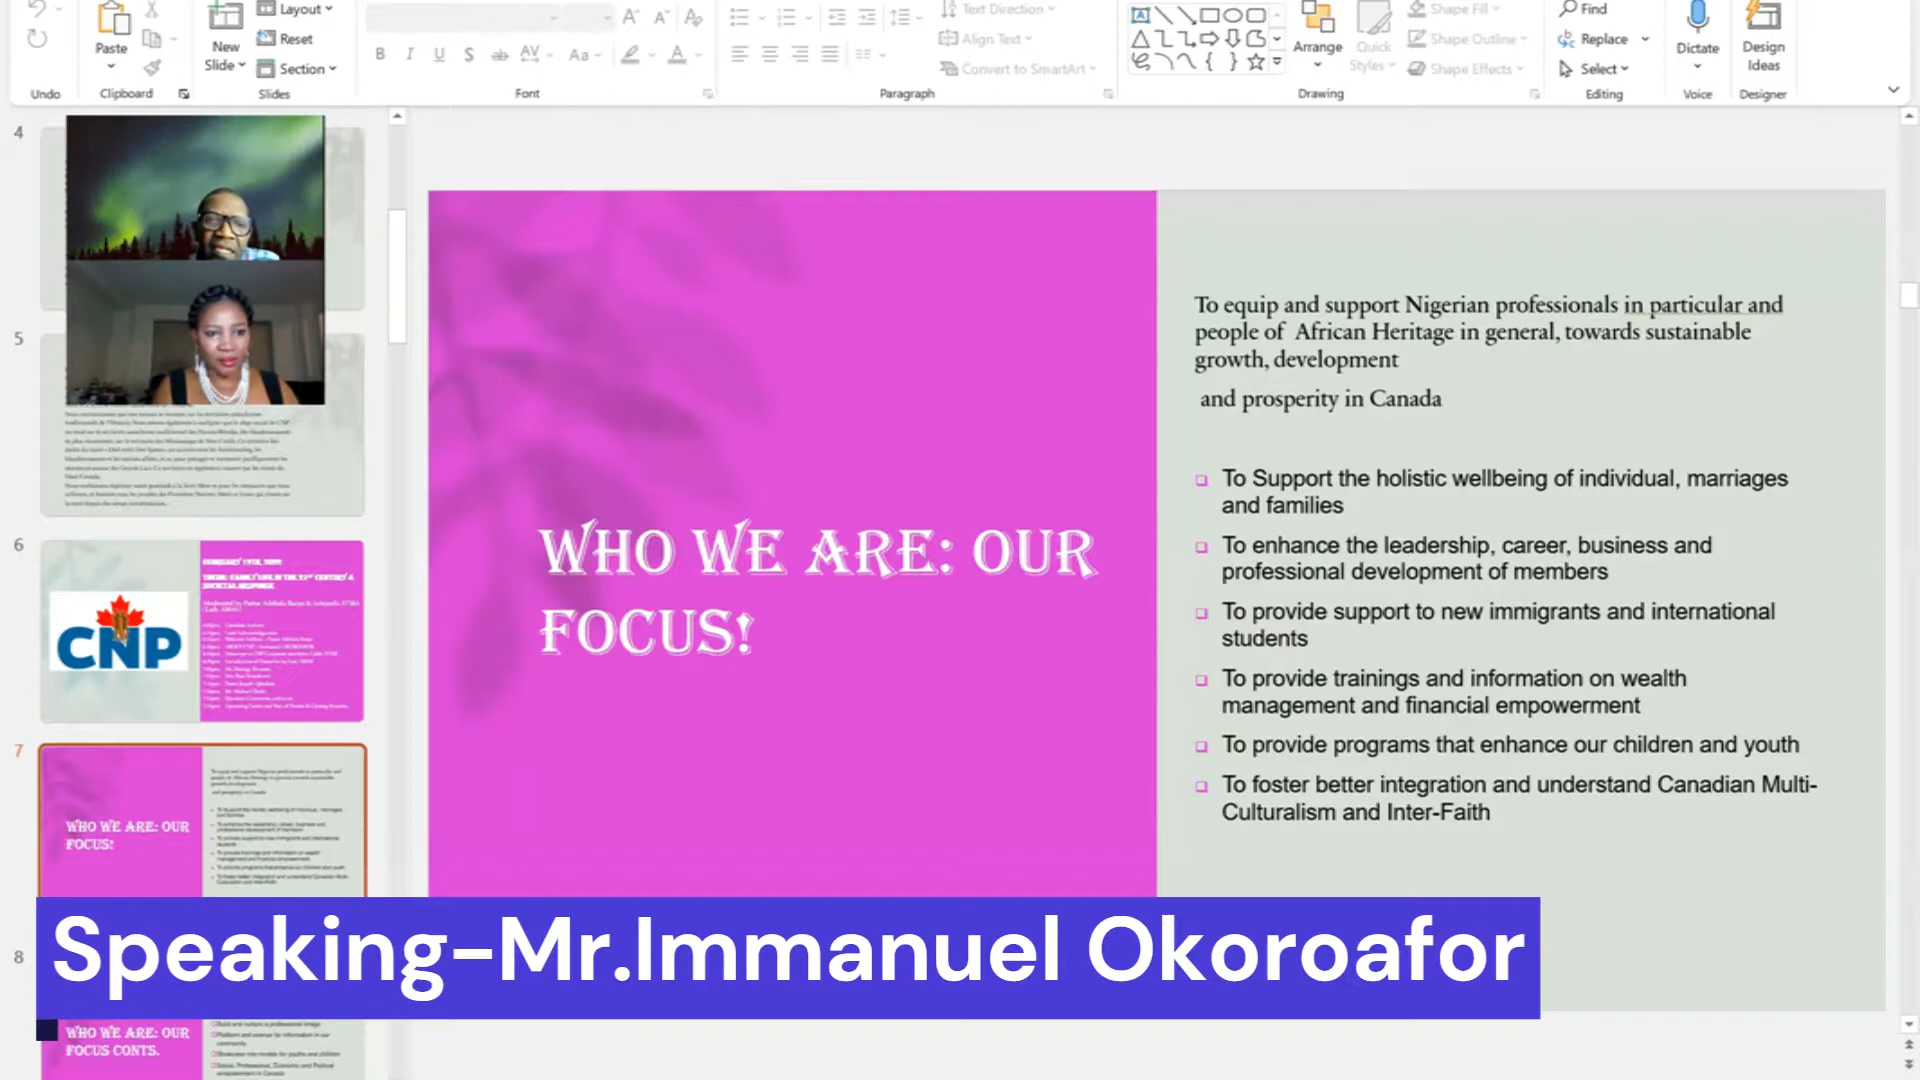 Paste
New
Slide
Layout
Reset
Section
B I U S ab AV Aa A
Text Direction
Align Text
Convert to SmartArt
Arrange
Quick
Styles
Shape Fill
Shape Outline
Shape Effects
Find
Replace
Select
Dictate
Design
Ideas
Undo
Clipboard
Slides
Font
Paragraph
Drawing
Editing
Voice
Designer
4
5
6
CNP
7
WHO WE ARE: OUR
FOCUS!
8
WHO WE ARE: OUR
FOCUS CONTS.
WHO WE ARE: OUR
FOCUS!
To equip and support Nigerian professionals in particular and
people of African Heritage in general, towards sustainable
growth, development
and prosperity in Canada
To Support the holistic wellbeing of individual, marriages
and families
To enhance the leadership, career, business and
professional development of members
To provide support to new immigrants and international
students
To provide trainings and information on wealth
management and financial empowerment
To provide programs that enhance our children and youth
To foster better integration and understand Canadian Multi-
Culturalism and Inter-Faith
Speaking-Mr.Immanuel Okoroafor